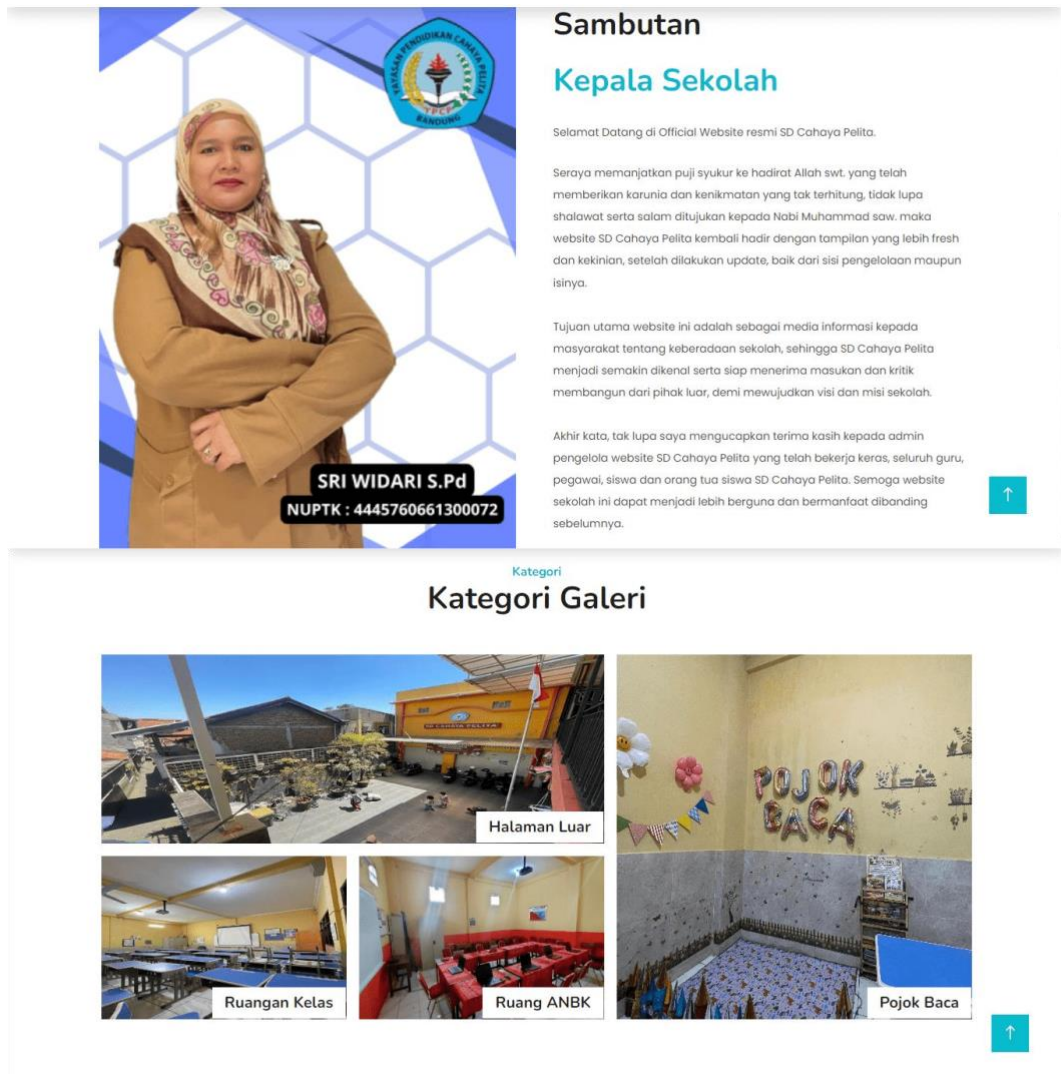 YAYASAN PENDIDIKAN CAHAYA PELITA
YPCP
BANDUNG
SRI WIDARI S.Pd
NUPTK : 4445760661300072
Sambutan
Kepala Sekolah
Selamat Datang di Official Website resmi SD Cahaya Pelita.
Seraya memanjatkan puji syukur ke hadirat Allah swt. yang telah
memberikan karunia dan kenikmatan yang tak terhitung, tidak lupa
shalawat serta salam ditujukan kepada Nabi Muhammad saw. maka
website SD Cahaya Pelita kembali hadir dengan tampilan yang lebih fresh
dan kekinian, setelah dilakukan update, baik dari sisi pengelolaan maupun
isinya.
Tujuan utama website ini adalah sebagai media informasi kepada
masyarakat tentang keberadaan sekolah, sehingga SD Cahaya Pelita
menjadi semakin dikenal serta siap menerima masukan dan kritik
membangun dari pihak luar, demi mewujudkan visi dan misi sekolah.
Akhir kata, tak lupa saya mengucapkan terima kasih kepada admin
pengelola website SD Cahaya Pelita yang telah bekerja keras, seluruh guru,
pegawai, siswa dan orang tua siswa SD Cahaya Pelita. Semoga website
sekolah ini dapat menjadi lebih berguna dan bermanfaat dibanding
sebelumnya.
Kategori
Kategori Galeri
SD CAHAYA PELITA
Halaman Luar
Ruangan Kelas
Ruang ANBK
POJOK
BACA
Pojok Baca